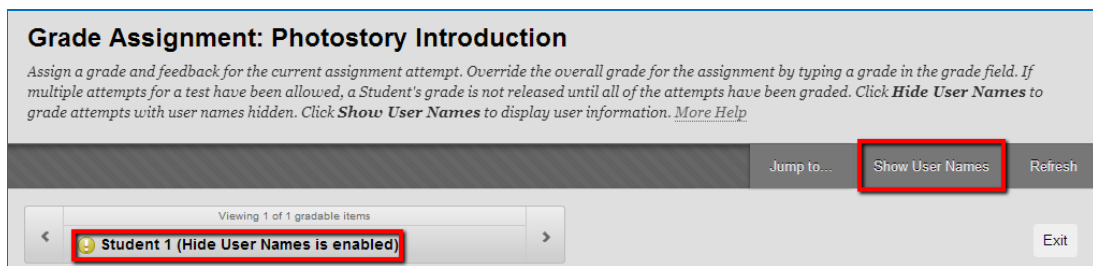 Grade Assignment: Photostory Introduction
Assign a grade and feedback for the current assignment attempt. Override the overall grade for the assignment by typing a grade in the grade field. If
multiple attempts for a test have been allowed, a Student's grade is not released until all of the attempts have been graded. Click Hide User Names to
grade attempts with user names hidden. Click Show User Names to display user information. More Help
Jump to... Show User Names Refresh
Viewing 1 of 1 gradable items
Student 1 (Hide User Names is enabled)
Exit